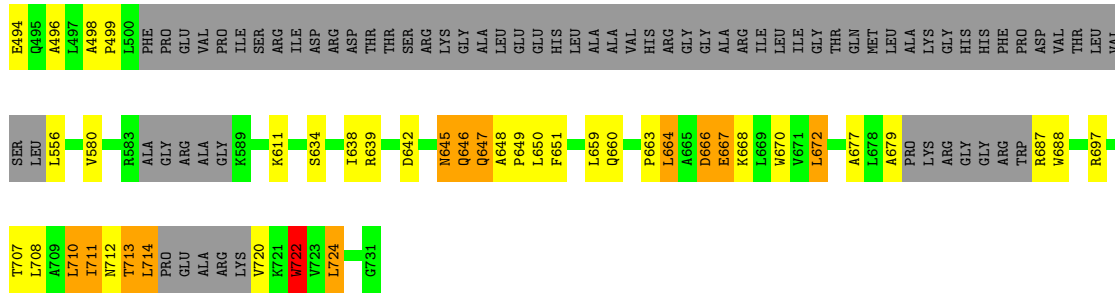 E494 Q495 A496 L497 A498 P499 L500 PHE PRO GLU VAL PRO ILE SER ARG ILE ASP ARG ASP THR THR SER ARG LYS GLY ALA LEU GLU GLU HIS LEU ALA ALA VAL HIS ARG GLY GLY ALA ARG ILE LEU ILE GLY THR GLN MET LEU ALA LYS GLY HIS HIS PHE PRO ASP VAL THR LEU VAL
SER LEU L556 V580 R583 ALA GLY ARG ALA GLY K589 K611 S634 I638 R639 D642 N645 Q646 Q647 A648 P649 L650 F651 L659 Q660 P663 L664 A665 D666 E667 K668 L669 W670 V671 L672 A677 L678 A679 PRO LYS ARG GLY GLY ARG TRP R687 W688 R697
T707 L708 A709 L710 I711 N712 T713 L714 PRO GLU ALA ARG LYS V720 K721 W722 V723 L724 G731